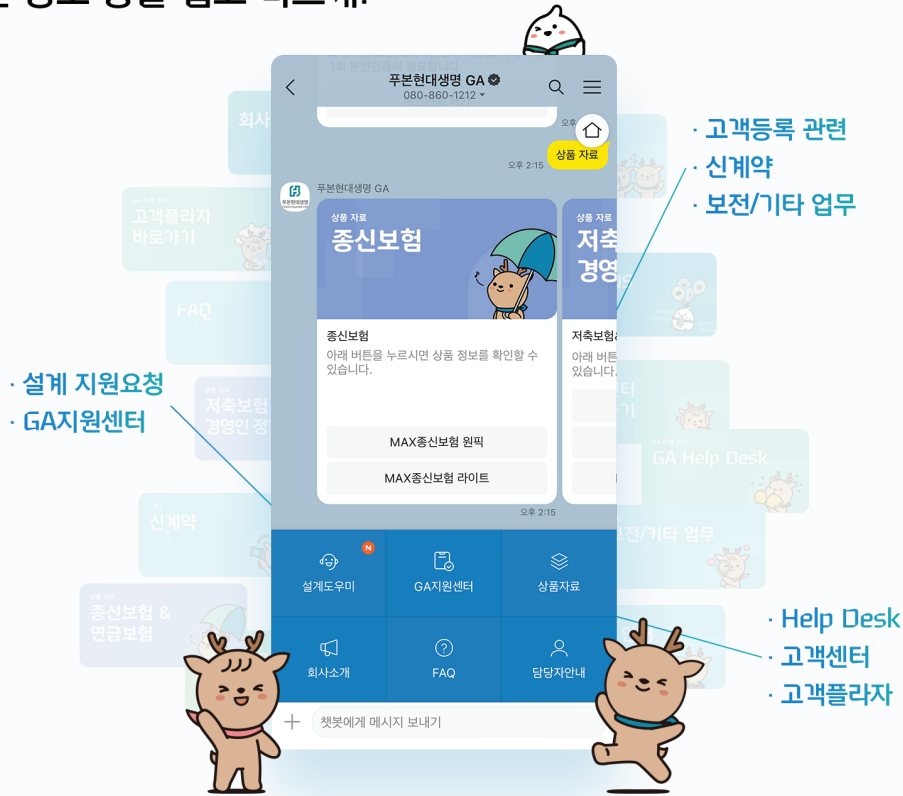 푸본현대생명 GA
080-860-1212
상품 자료
오후 2:15
푸본현대생명
푸본현대생명 GA
상품 자료
종신보험
종신보험
아래 버튼을 누르시면 상품 정보를 확인할 수
있습니다.
MAX종신보험 원픽
MAX종신보험 라이트
오후 2:15
상품 자료
저축
경영
저축보험
아래 버튼
있습니다.
N
설계도우미
GA지원센터
상품자료
회사소개
FAQ
담당자안내
챗봇에게 메시지 보내기
· 고객등록 관련
· 신계약
· 보전/기타 업무
· 설계 지원요청
· GA지원센터
· Help Desk
· 고객센터
· 고객플라자
회사
고객플라자
바로가기
FAQ
저축보험
경영인 정
신계약
종신보험 &
연금보험
GA Help Desk
보전/기타 업무